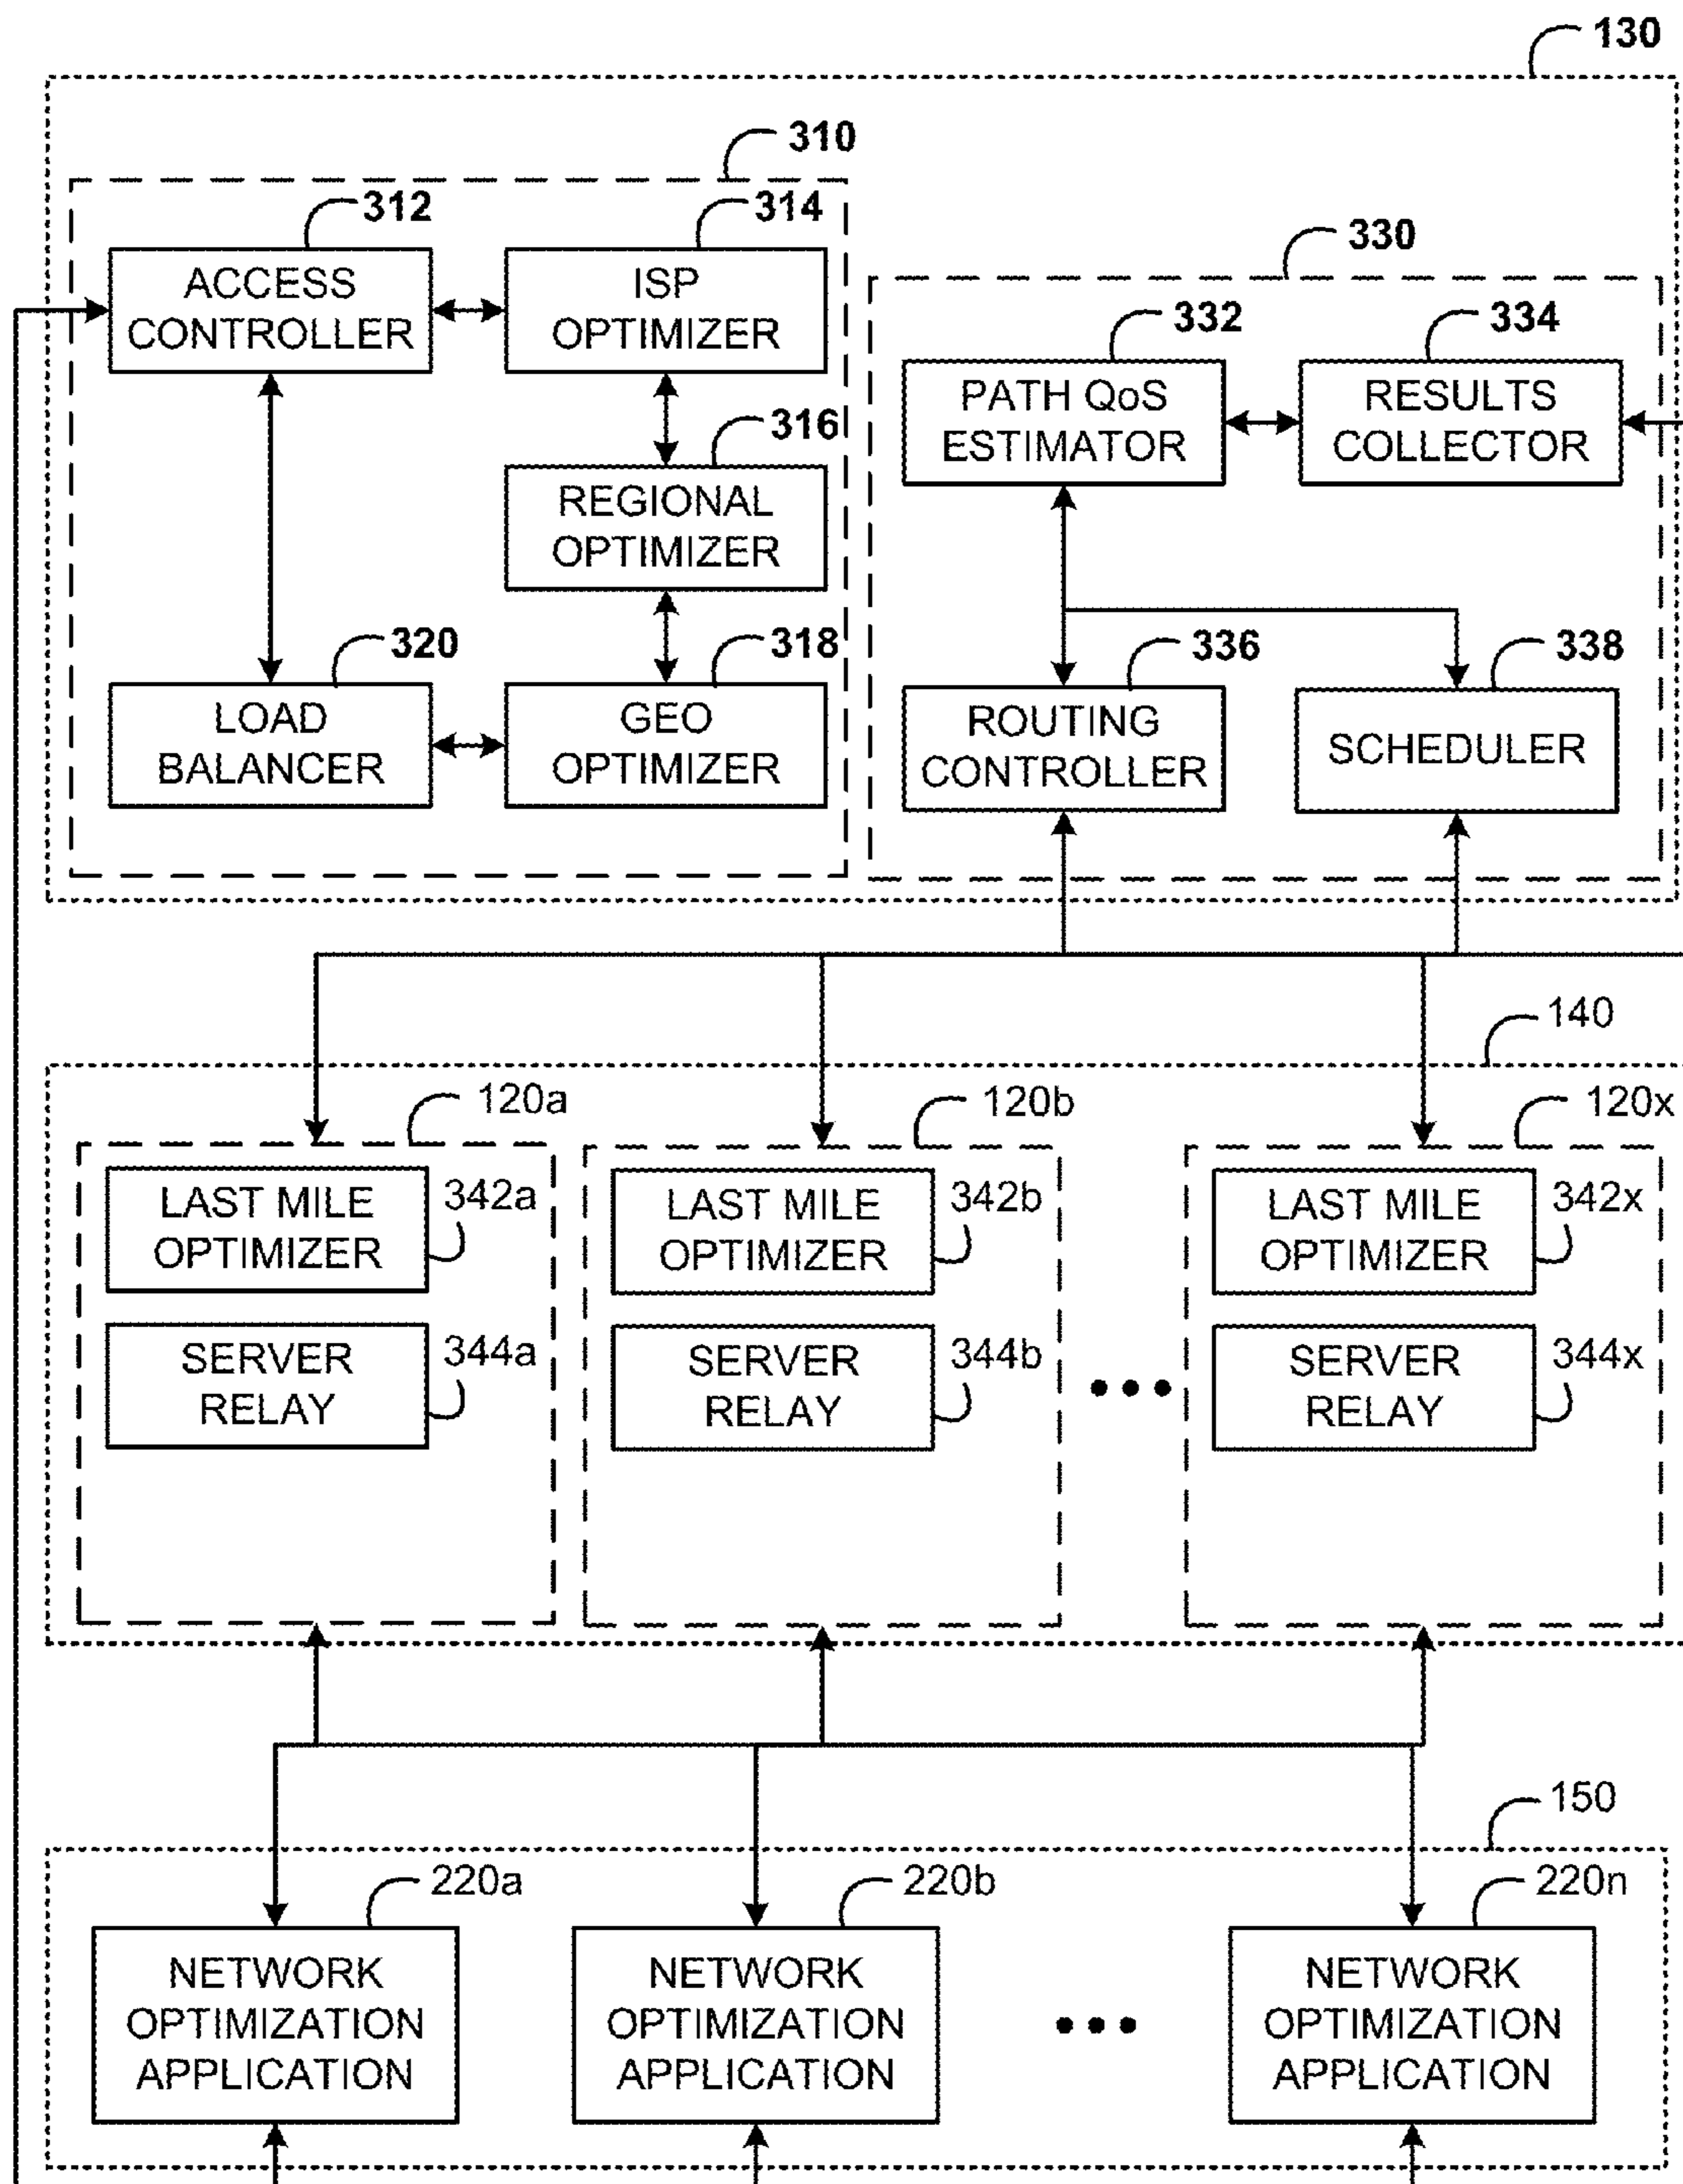 130
310
312
314
ACCESS
CONTROLLER
ISP
OPTIMIZER
316
REGIONAL
OPTIMIZER
320
318
LOAD
BALANCER
GEO
OPTIMIZER
330
332
334
PATH QoS
ESTIMATOR
RESULTS
COLLECTOR
336
338
ROUTING
CONTROLLER
SCHEDULER
140
120a
LAST MILE
OPTIMIZER
342a
SERVER
RELAY
344a
120b
LAST MILE
OPTIMIZER
342b
SERVER
RELAY
344b
120x
LAST MILE
OPTIMIZER
342x
SERVER
RELAY
344x
150
220a
NETWORK
OPTIMIZATION
APPLICATION
220b
NETWORK
OPTIMIZATION
APPLICATION
220n
NETWORK
OPTIMIZATION
APPLICATION